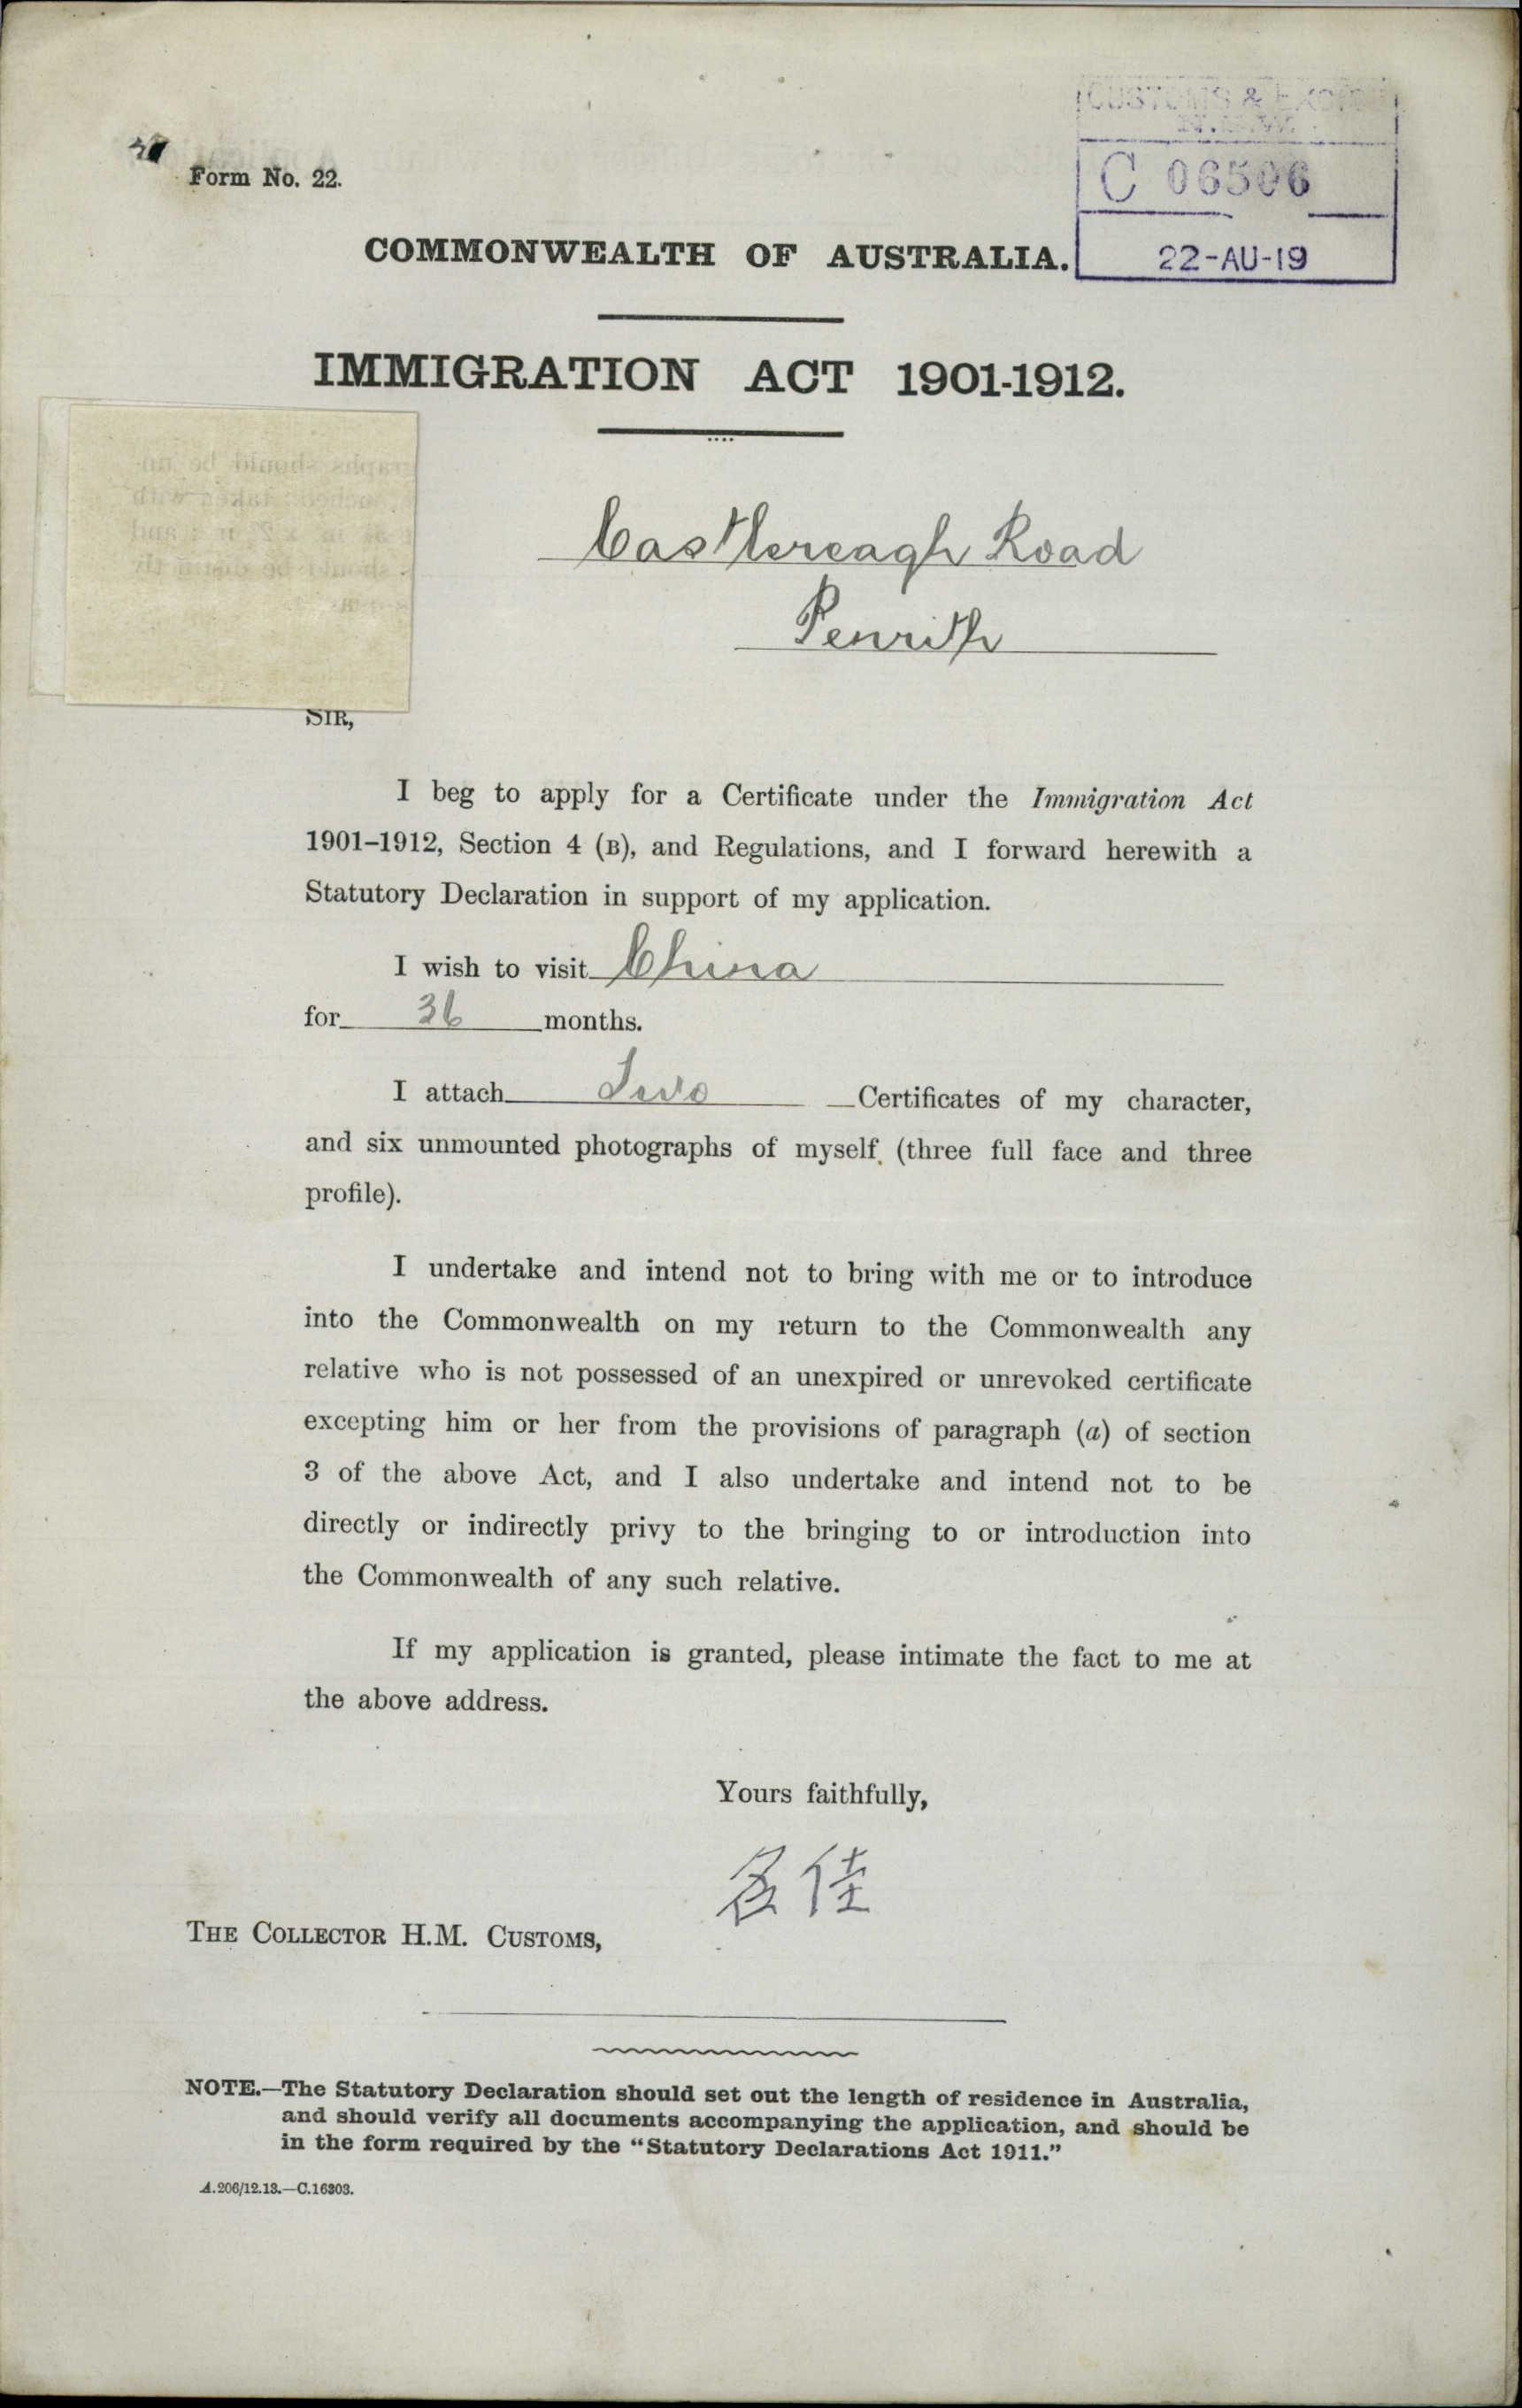 CUSTOMS & EXCISE
N.S.W.
C 06506
22-AU-19
Form No. 22.
COMMONWEALTH OF AUSTRALIA.
IMMIGRATION ACT 1901-1912.
Castlereagh Road
Penrith
SIR,
I beg to apply for a Certificate under the Immigration Act
1901–1912, Section 4 (B), and Regulations, and I forward herewith a
Statutory Declaration in support of my application.
I wish to visit China
for 36 months.
I attach Two Certificates of my character,
and six unmounted photographs of myself (three full face and three
profile).
I undertake and intend not to bring with me or to introduce
into the Commonwealth on my return to the Commonwealth any
relative who is not possessed of an unexpired or unrevoked certificate
excepting him or her from the provisions of paragraph (a) of section
3 of the above Act, and I also undertake and intend not to be
directly or indirectly privy to the bringing to or introduction into
the Commonwealth of any such relative.
If my application is granted, please intimate the fact to me at
the above address.
Yours faithfully,
名佳
THE COLLECTOR H.M. CUSTOMS,
NOTE.—The Statutory Declaration should set out the length of residence in Australia,
and should verify all documents accompanying the application, and should be
in the form required by the "Statutory Declarations Act 1911."
A.206/12.13.—C.16303.